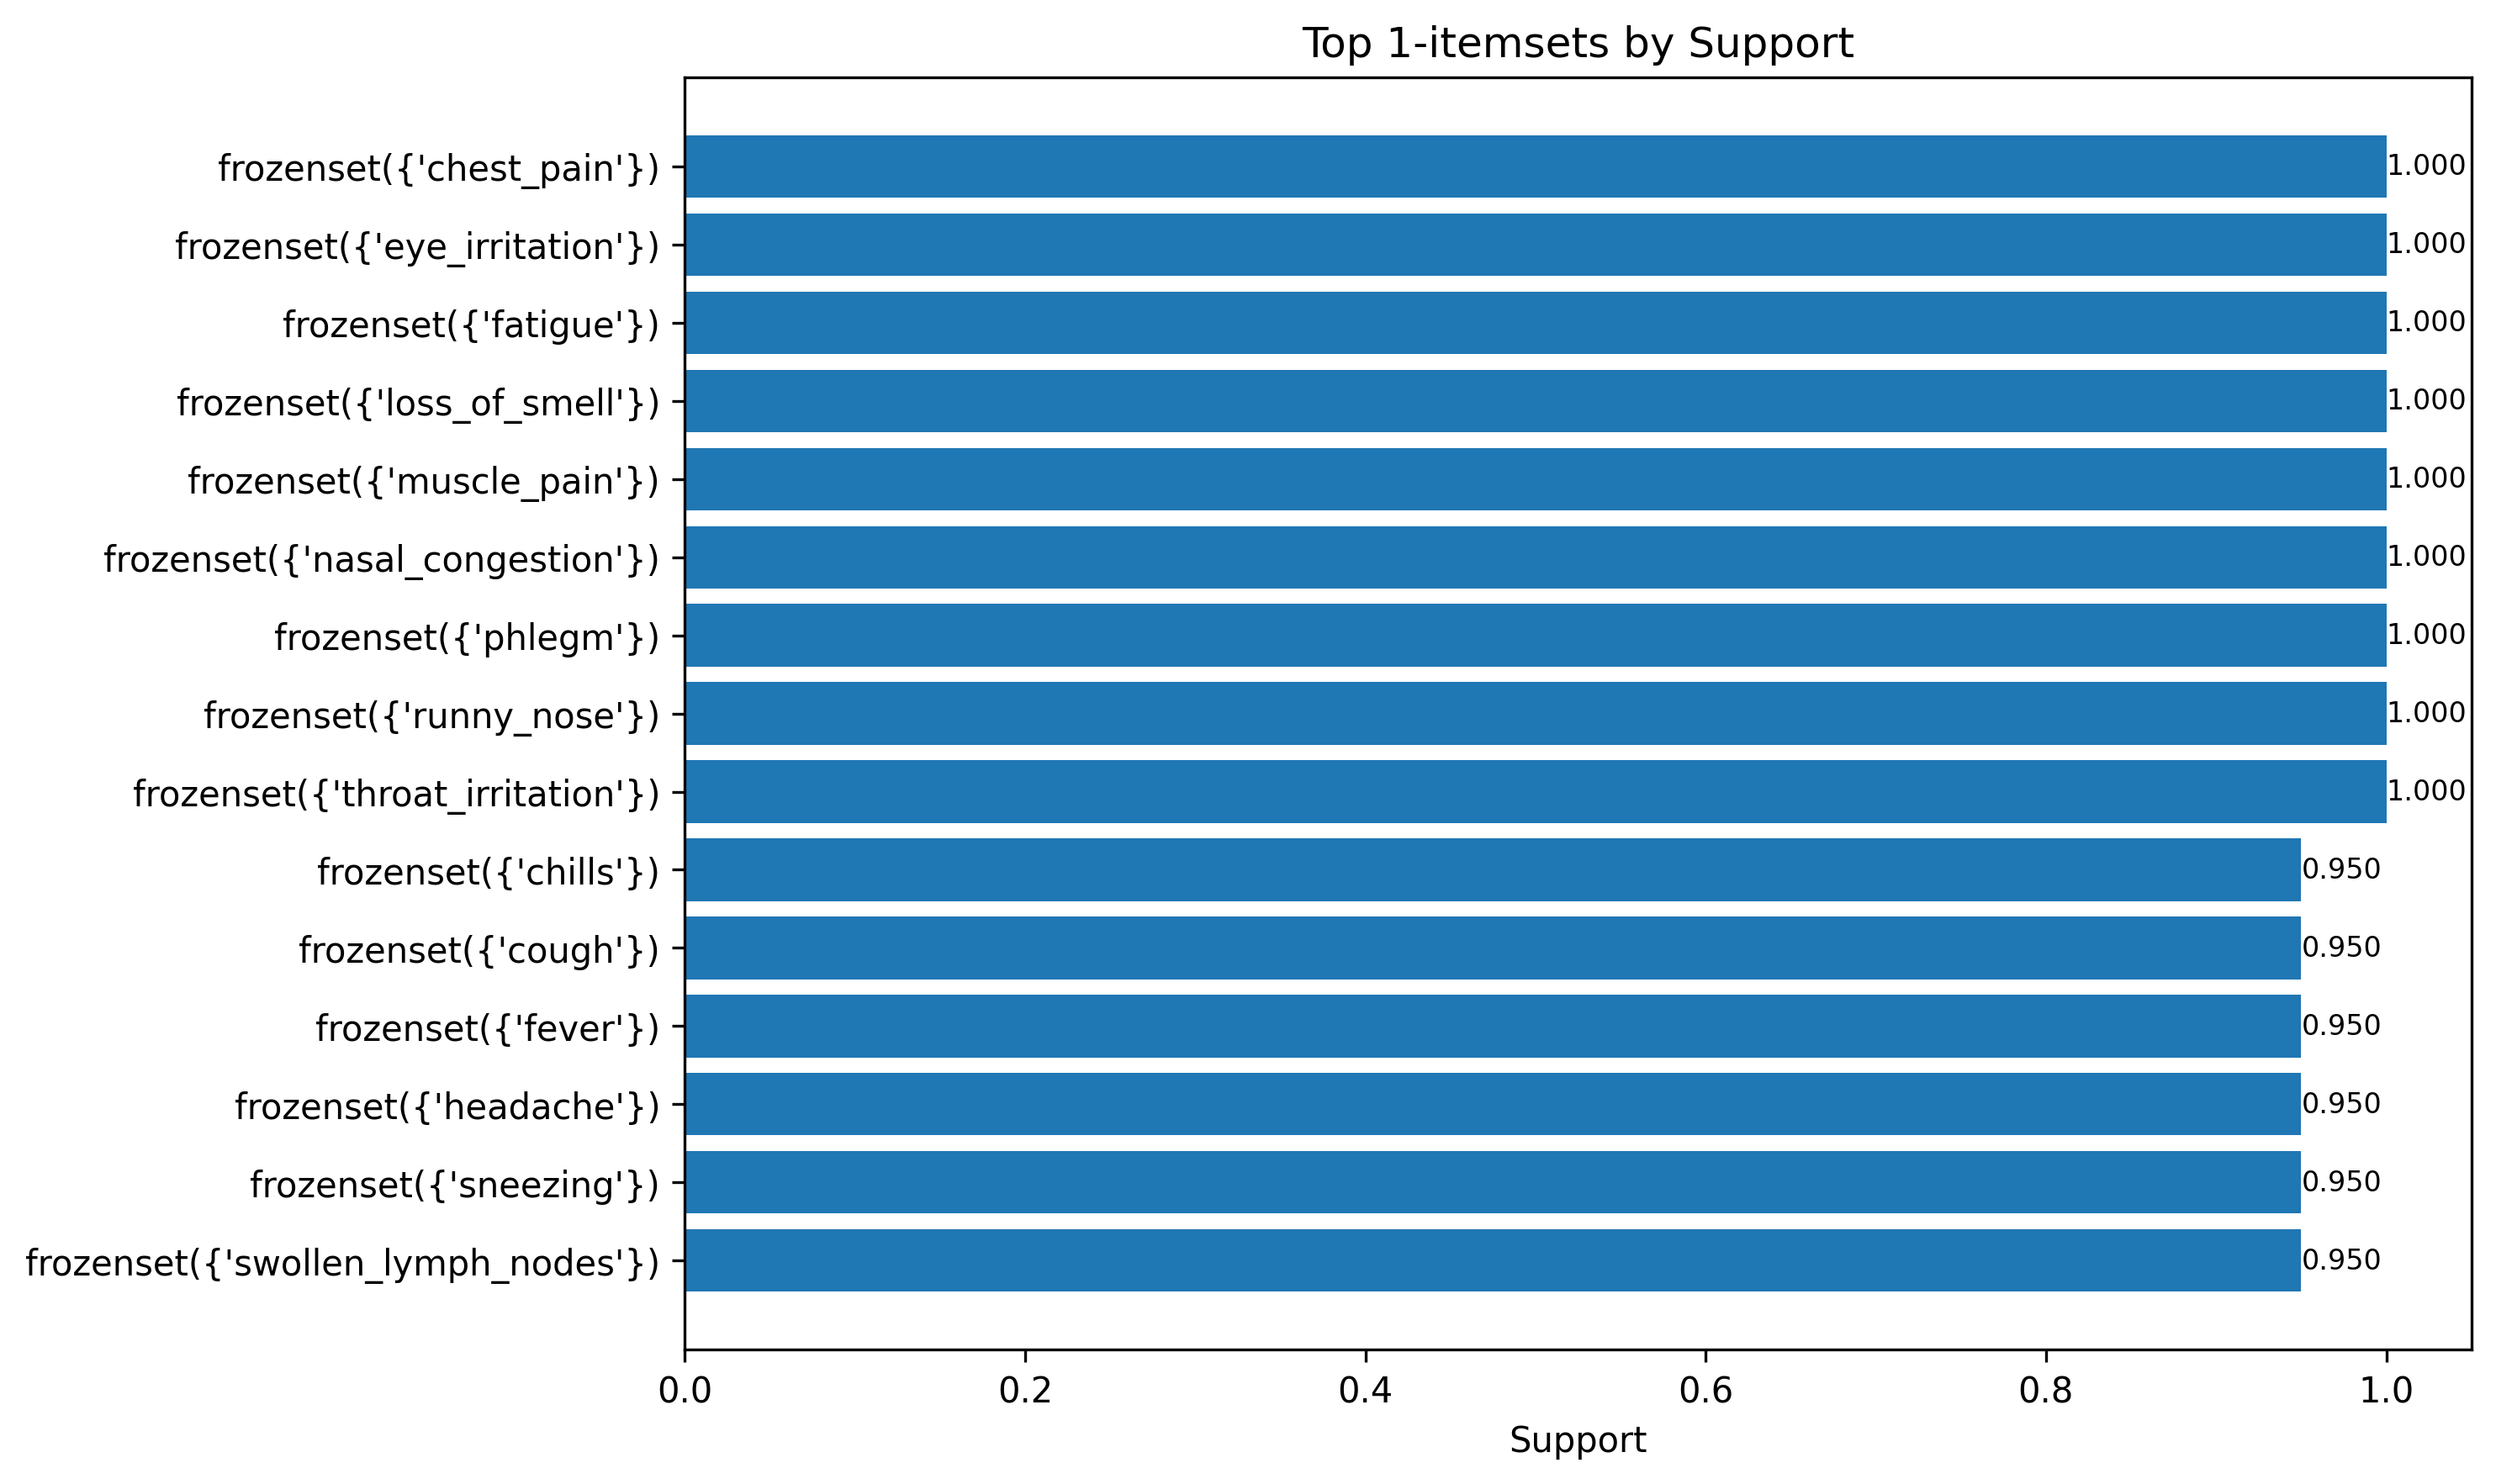 Top 1-itemsets by Support
frozenset({'chest_pain'}) 1.000
frozenset({'eye_irritation'}) 1.000
frozenset({'fatigue'}) 1.000
frozenset({'loss_of_smell'}) 1.000
frozenset({'muscle_pain'}) 1.000
frozenset({'nasal_congestion'}) 1.000
frozenset({'phlegm'}) 1.000
frozenset({'runny_nose'}) 1.000
frozenset({'throat_irritation'}) 1.000
frozenset({'chills'}) 0.950
frozenset({'cough'}) 0.950
frozenset({'fever'}) 0.950
frozenset({'headache'}) 0.950
frozenset({'sneezing'}) 0.950
frozenset({'swollen_lymph_nodes'}) 0.950
0.0 0.2 0.4 0.6 0.8 1.0
Support